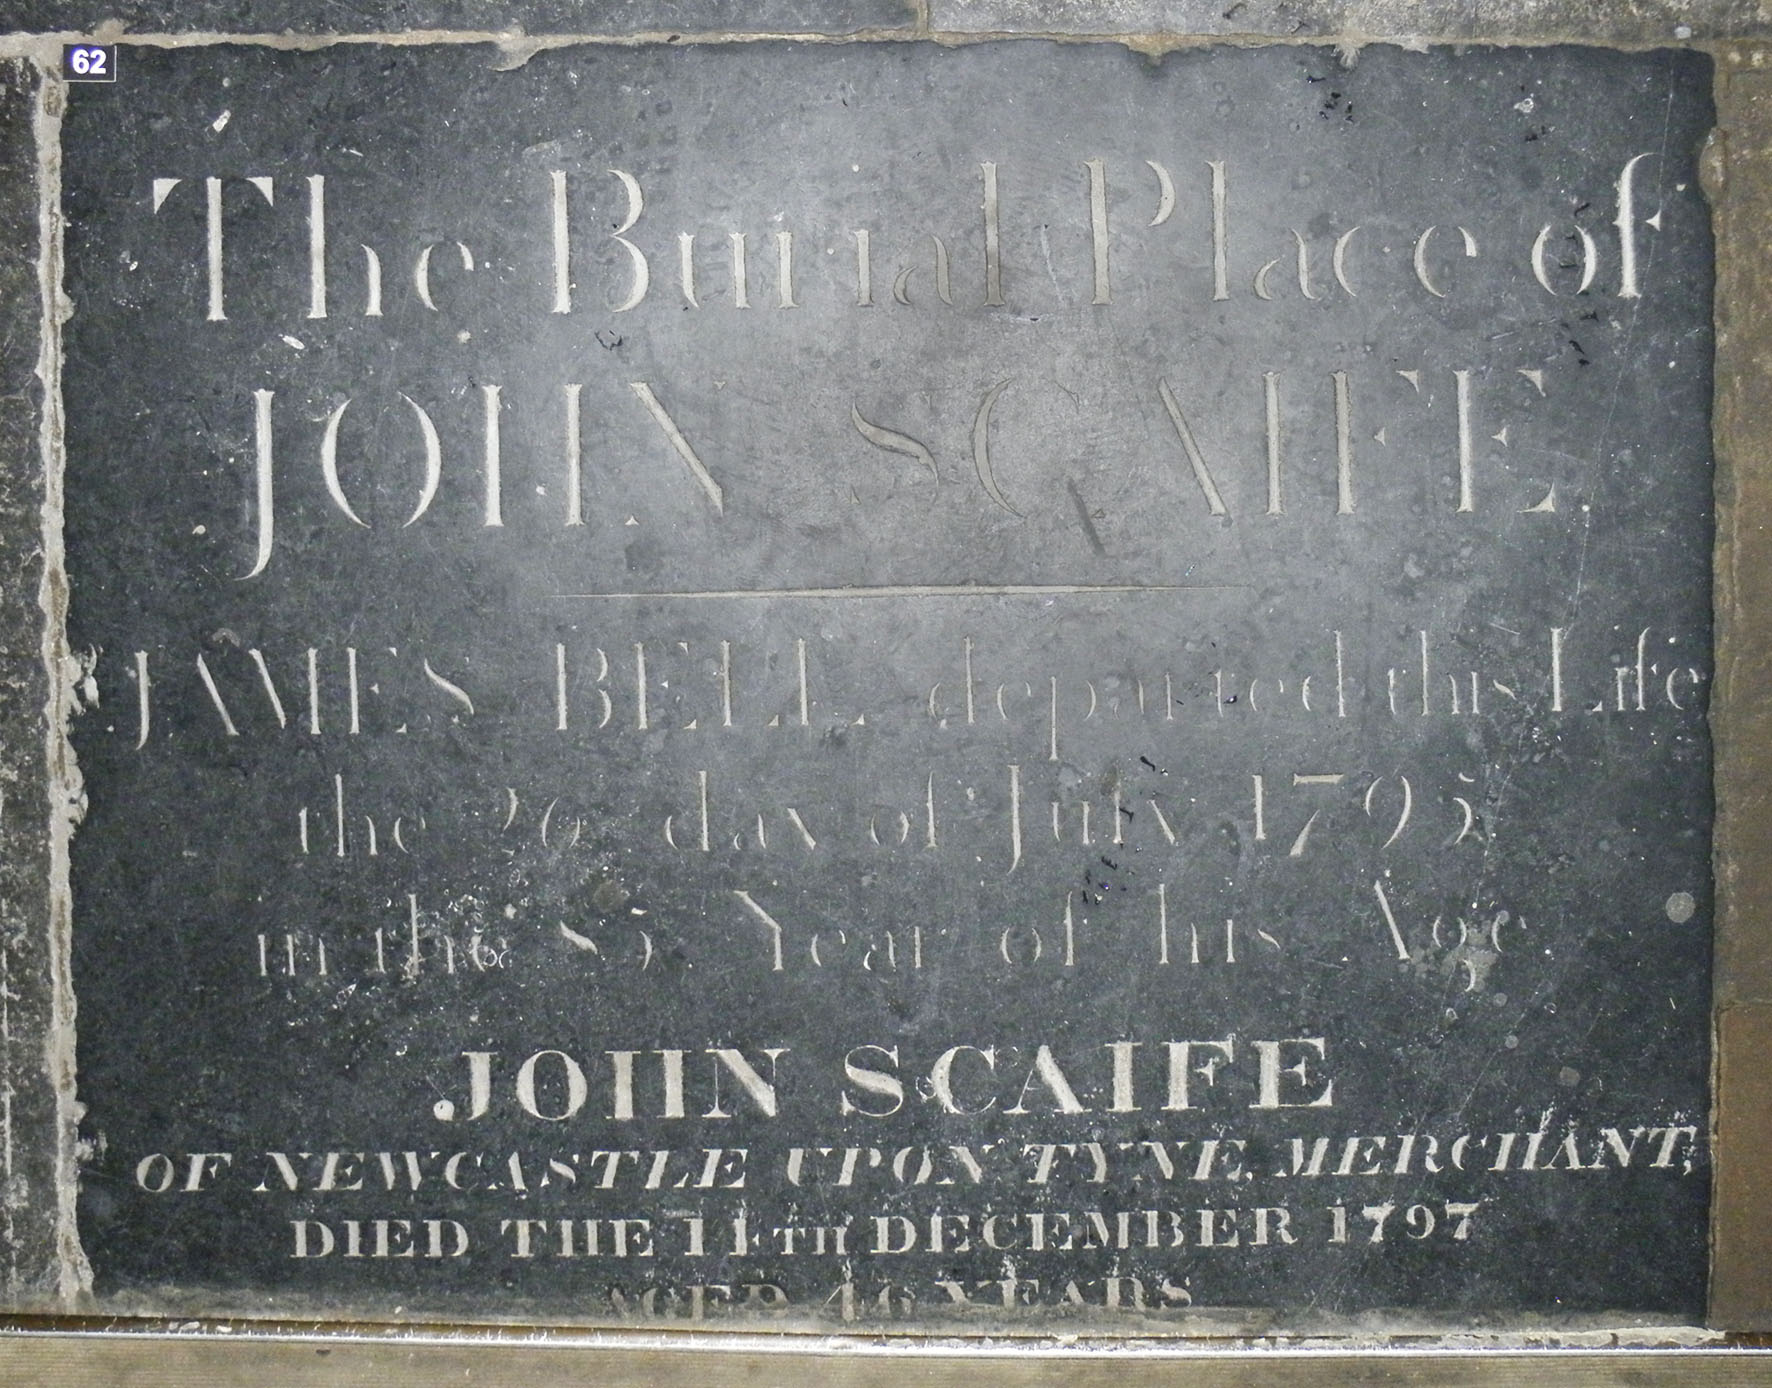 62
The Burial Place of
JOHN SCAIFE
JAMES BELL departed this Life
the 20 day of July 1795
in the 85 Year of his Age
JOHN SCAIFE
OF NEWCASTLE UPON TYNE, MERCHANT,
DIED THE 14TH DECEMBER 1797
AGED 46 YEARS